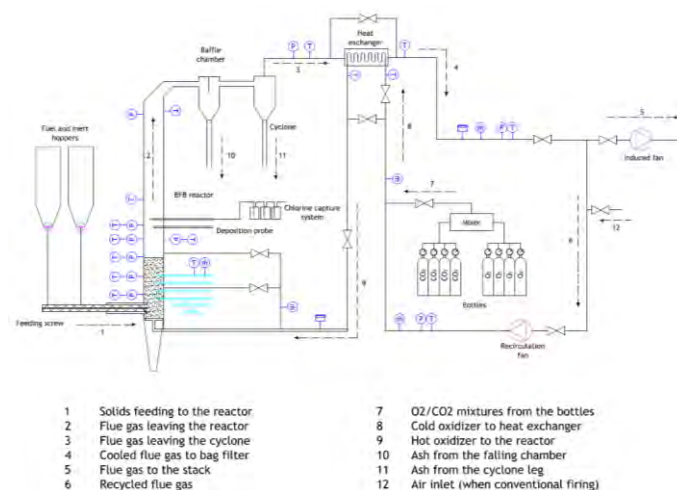 Heat
exchanger
Baffle
chamber
P T
T
3
4
5
Cyclone
Fuel and inert
hoppers
2
10
11
8
Induced fan
BFB reactor
7
Chlorine capture
system
Mixer
12
Deposition probe
9
6
Bottles
Feeding screw
1
Recirculation
fan
1 Solids feeding to the reactor
2 Flue gas leaving the reactor
3 Flue gas leaving the cyclone
4 Cooled flue gas to bag filter
5 Flue gas to the stack
6 Recycled flue gas
7 O2/CO2 mixtures from the bottles
8 Cold oxidizer to heat exchanger
9 Hot oxidizer to the reactor
10 Ash from the falling chamber
11 Ash from the cyclone leg
12 Air inlet (when conventional firing)